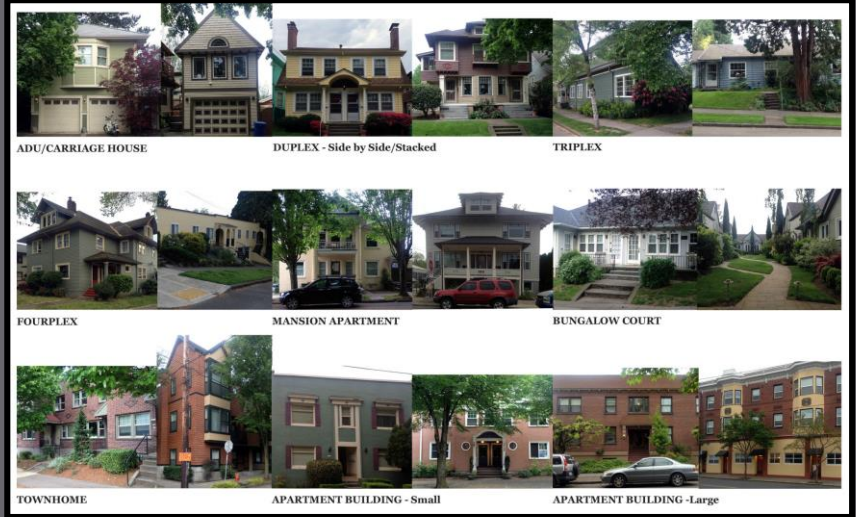 ADU/CARRIAGE HOUSE
DUPLEX - Side by Side/Stacked
TRIPLEX
FOURPLEX
MANSION APARTMENT
BUNGALOW COURT
TOWNHOME
APARTMENT BUILDING - Small
APARTMENT BUILDING -Large